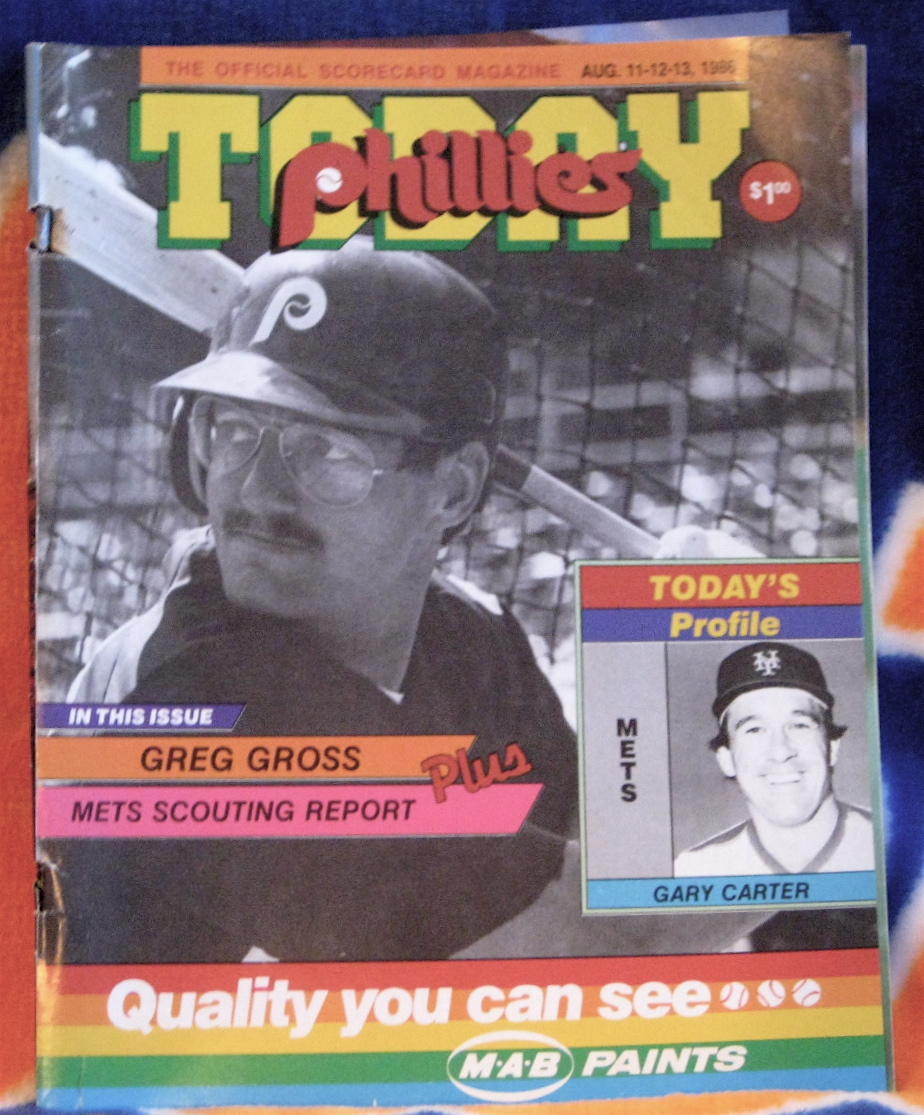 THE OFFICIAL SCORECARD MAGAZINE AUG. 11-12-13, 1986
TODAY
phillies
$1.00
P
TODAY'S
Profile
NY
METS
IN THIS ISSUE
GREG GROSS
Plus
METS SCOUTING REPORT
GARY CARTER
Quality you can see
M·A·B PAINTS